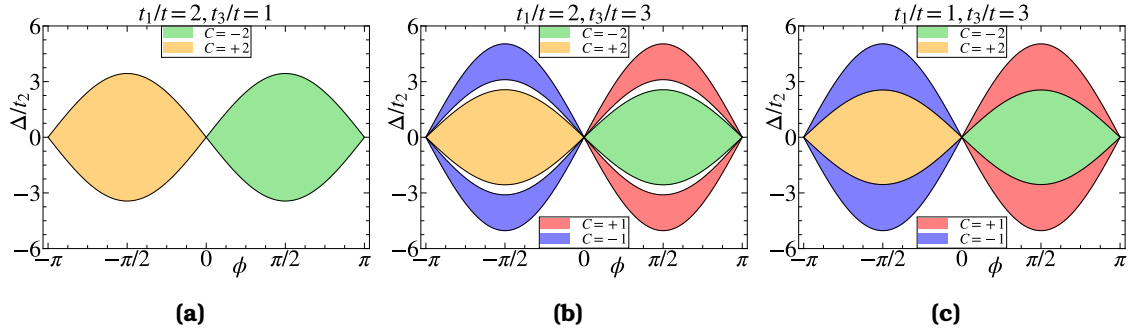 t₁/t = 2, t₃/t = 1
C = −2
C = +2
6
3
0
−3
−6
Δ/t₂
−π
−π/2
0
ϕ
π/2
π
(a)
t₁/t = 2, t₃/t = 3
C = −2
C = +2
6
3
0
−3
−6
Δ/t₂
C = +1
C = −1
−π
−π/2
0
ϕ
π/2
π
(b)
t₁/t = 1, t₃/t = 3
C = −2
C = +2
6
3
0
−3
−6
Δ/t₂
C = +1
C = −1
−π
−π/2
0
ϕ
π/2
π
(c)